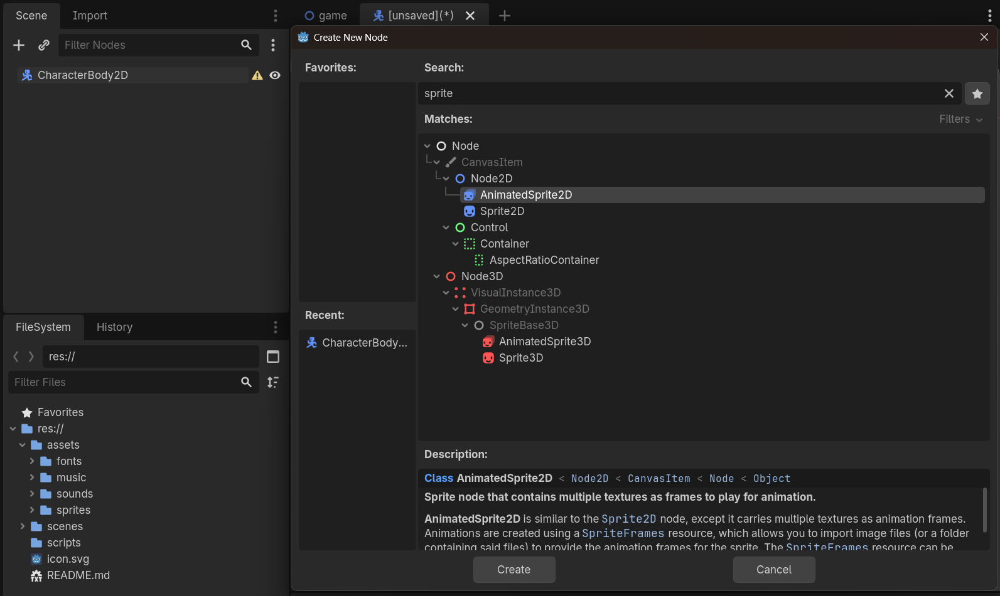 Scene
Import
game
[unsaved](*)
Filter Nodes
CharacterBody2D
FileSystem
History
res://
Filter Files
Favorites
res://
assets
fonts
music
sounds
sprites
scenes
scripts
icon.svg
README.md
Create New Node
Favorites:
Recent:
CharacterBody...
Search:
sprite
Matches:
Filters
Node
CanvasItem
Node2D
AnimatedSprite2D
Sprite2D
Control
Container
AspectRatioContainer
Node3D
VisualInstance3D
GeometryInstance3D
SpriteBase3D
AnimatedSprite3D
Sprite3D
Description:
Class AnimatedSprite2D < Node2D < CanvasItem < Node < Object
Sprite node that contains multiple textures as frames to play for animation.
AnimatedSprite2D is similar to the Sprite2D node, except it carries multiple textures as animation frames.
Animations are created using a SpriteFrames resource, which allows you to import image files (or a folder
containing said files) to provide the animation frames for the sprite. The SpriteFrames resource can be
Create
Cancel